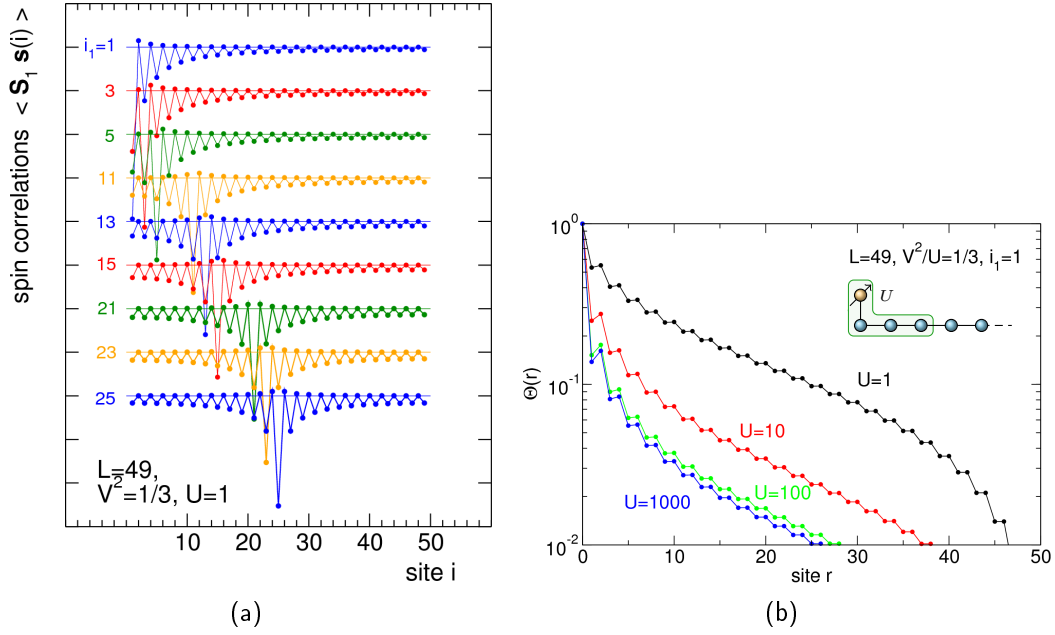 spin correlations < S₁ s(i) >
i₁=1
3
5
11
13
15
21
23
25
L=49,
V²=1/3, U=1
10 20 30 40 50
site i
(a)
Θ(r)
10⁰
10⁻¹
10⁻²
L=49, V²/U=1/3, i₁=1
U
U=1
U=10
U=100
U=1000
0 10 20 30 40 50
site r
(b)